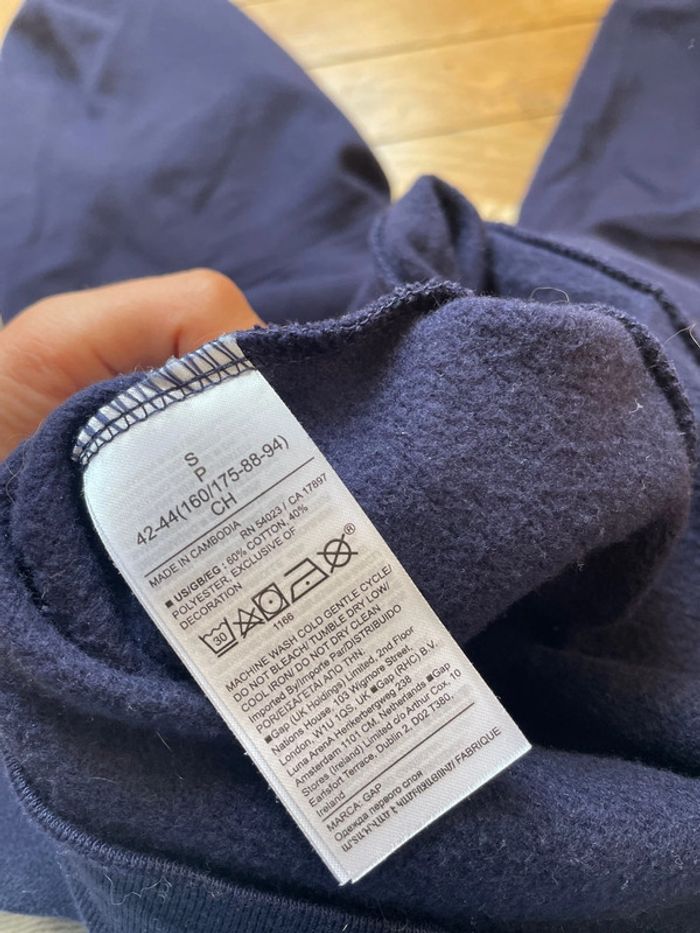 S
P
42-44(160/175-88-94)
CH
MADE IN CAMBODIA
RN 54023 / CA 17897
■ US/GB/EG : 60% COTTON, 40%
POLYESTER, EXCLUSIVE OF
DECORATION
30 ®
1166
MACHINE WASH COLD GENTLE CYCLE/
DO NOT BLEACH/ TUMBLE DRY LOW/
COOL IRON/ DO NOT DRY CLEAN
Imported By/Importe Par/DISTRIBUIDO
POR/ΕΙΣΑΓΕΤΑΙ ΑΠΟ ΤΗΝ.
■Gap (UK Holdings) Limited, 2nd Floor
Nations House, 103 Wigmore Street,
London, W1U 1QS, UK ■Gap (RHC) B.V.
Luna ArenA Herikerbergweg 238
Amsterdam 1101 CM, Netherlands ■Gap
Stores (Ireland) Limited c/o Arthur Cox, 10
Earlsfort Terrace, Dublin 2, D02 T380,
Ireland
MARCA: GAP
Одежда первого слоя
FABRIQUE